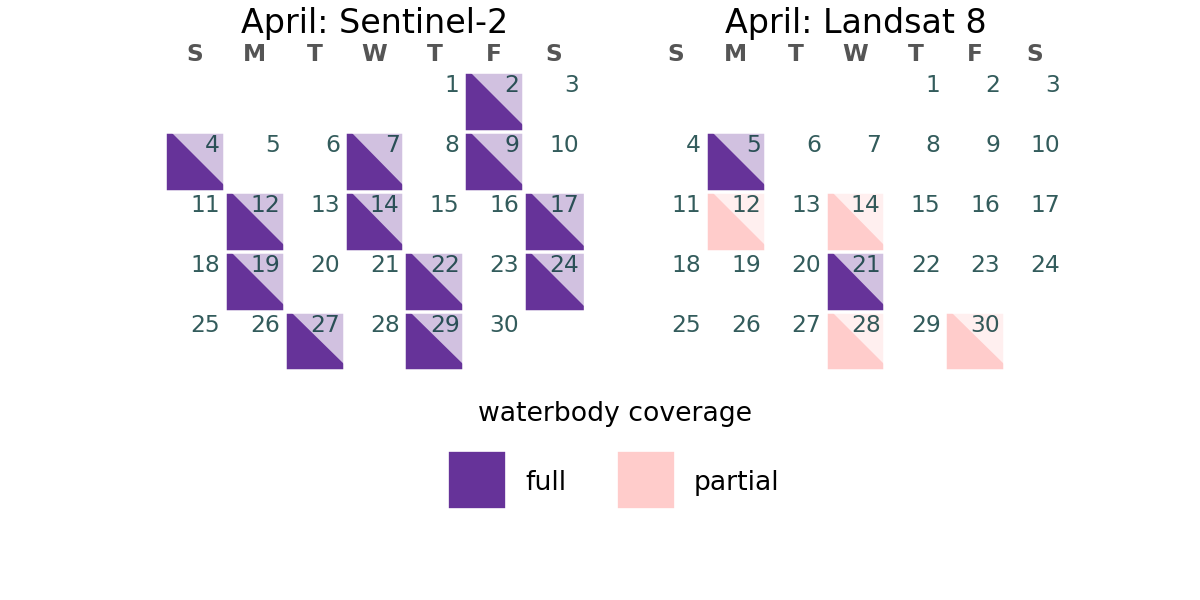 April: Sentinel-2
S M T W T F S
1 2 3
4 5 6 7 8 9 10
11 12 13 14 15 16 17
18 19 20 21 22 23 24
25 26 27 28 29 30
April: Landsat 8
S M T W T F S
1 2 3
4 5 6 7 8 9 10
11 12 13 14 15 16 17
18 19 20 21 22 23 24
25 26 27 28 29 30
waterbody coverage
full
partial